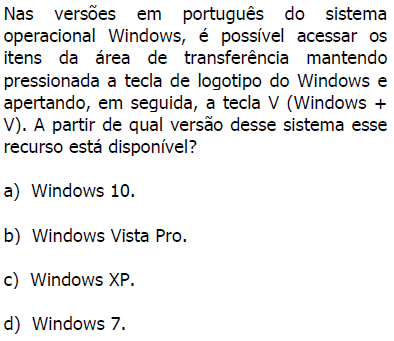 Nas versões em português do sistema
operacional Windows, é possível acessar os
itens da área de transferência mantendo
pressionada a tecla de logotipo do Windows e
apertando, em seguida, a tecla V (Windows +
V). A partir de qual versão desse sistema esse
recurso está disponível?
a) Windows 10.
b) Windows Vista Pro.
c) Windows XP.
d) Windows 7.